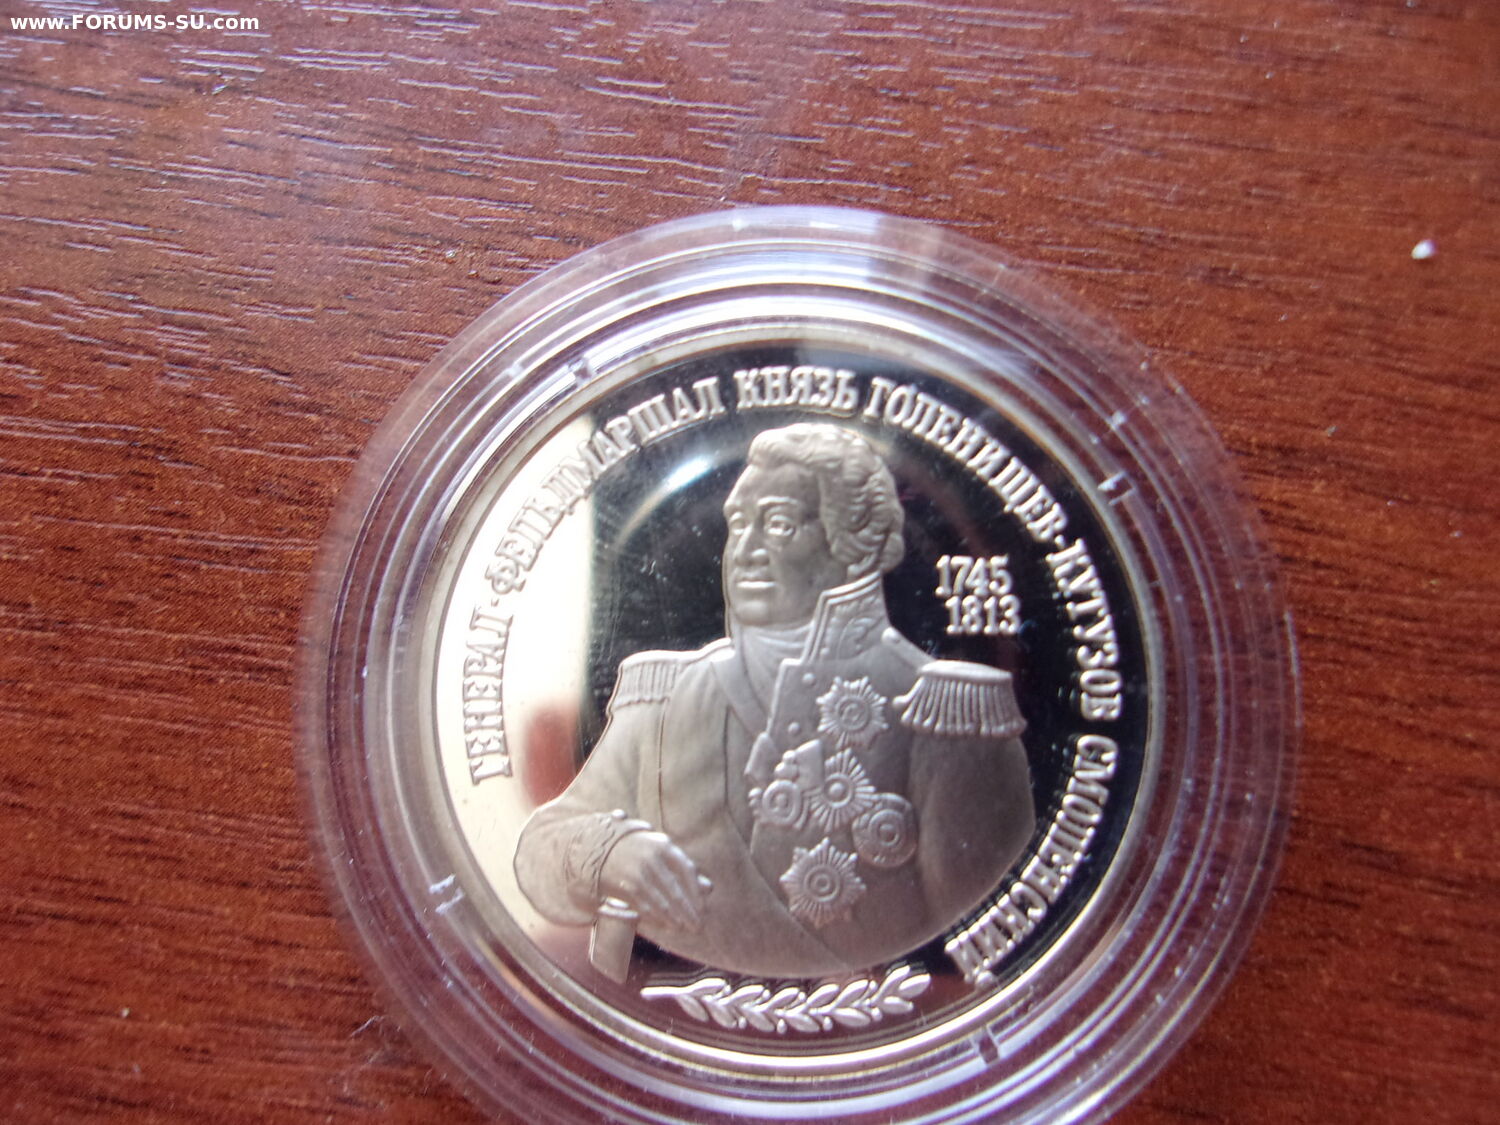 www.FORUMS-SU.com
ГЕНЕРАЛ-ФЕЛЬДМАРШАЛ КНЯЗЬ ГОЛЕНИЩЕВ-КУТУЗОВ СМОЛЕНСКИЙ
1745
1813